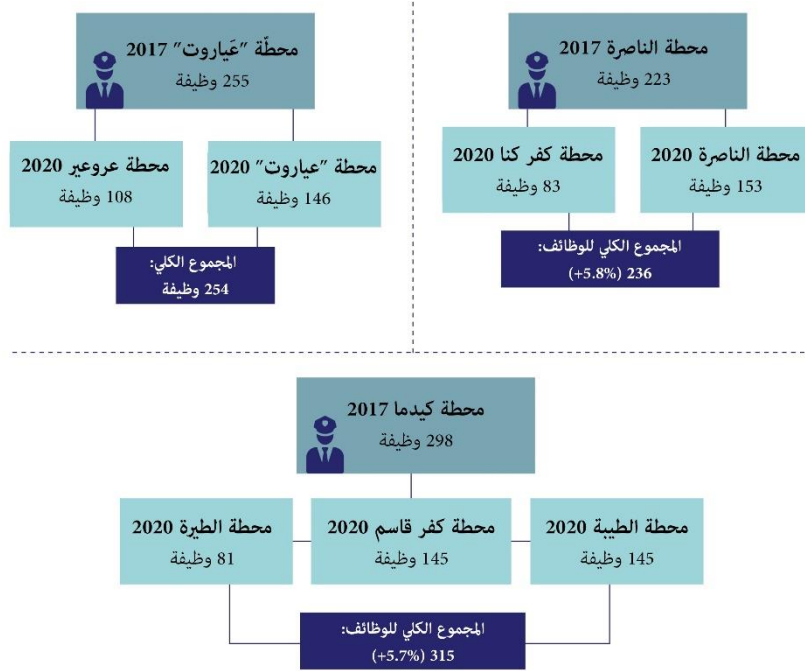 محطة الناصرة 2017
223 وظيفة
محطة الناصرة 2020
153 وظيفة
محطة كفر كنا 2020
83 وظيفة
المجموع الكلي للوظائف:
236 (+5.8%)
محطّة "عَياروت" 2017
255 وظيفة
محطة "عياروت" 2020
146 وظيفة
محطة عروعير 2020
108 وظيفة
المجموع الكلي:
254 وظيفة
محطة كيدما 2017
298 وظيفة
محطة الطيبة 2020
145 وظيفة
محطة كفر قاسم 2020
145 وظيفة
محطة الطيرة 2020
81 وظيفة
المجموع الكلي للوظائف:
315 (+5.7%)